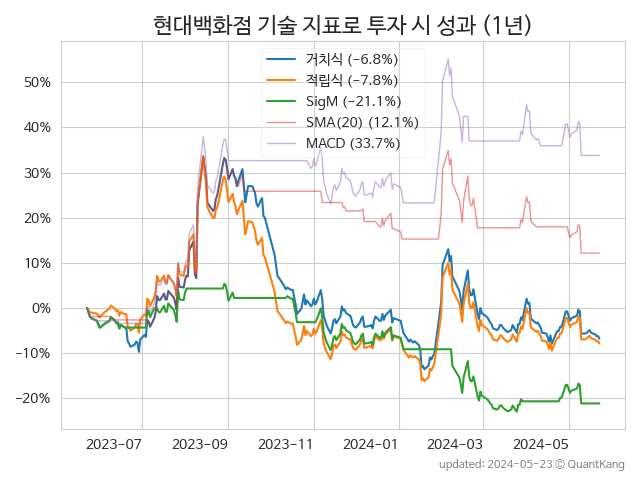 현대백화점 기술 지표로 투자 시 성과 (1년)
거치식 (−6.8%)
적립식 (−7.8%)
SigM (−21.1%)
SMA(20) (12.1%)
MACD (33.7%)
50%
40%
30%
20%
10%
0%
−10%
−20%
2023−07 2023−09 2023−11 2024−01 2024−03 2024−05
updated: 2024−05−23 ⓒ QuantKang